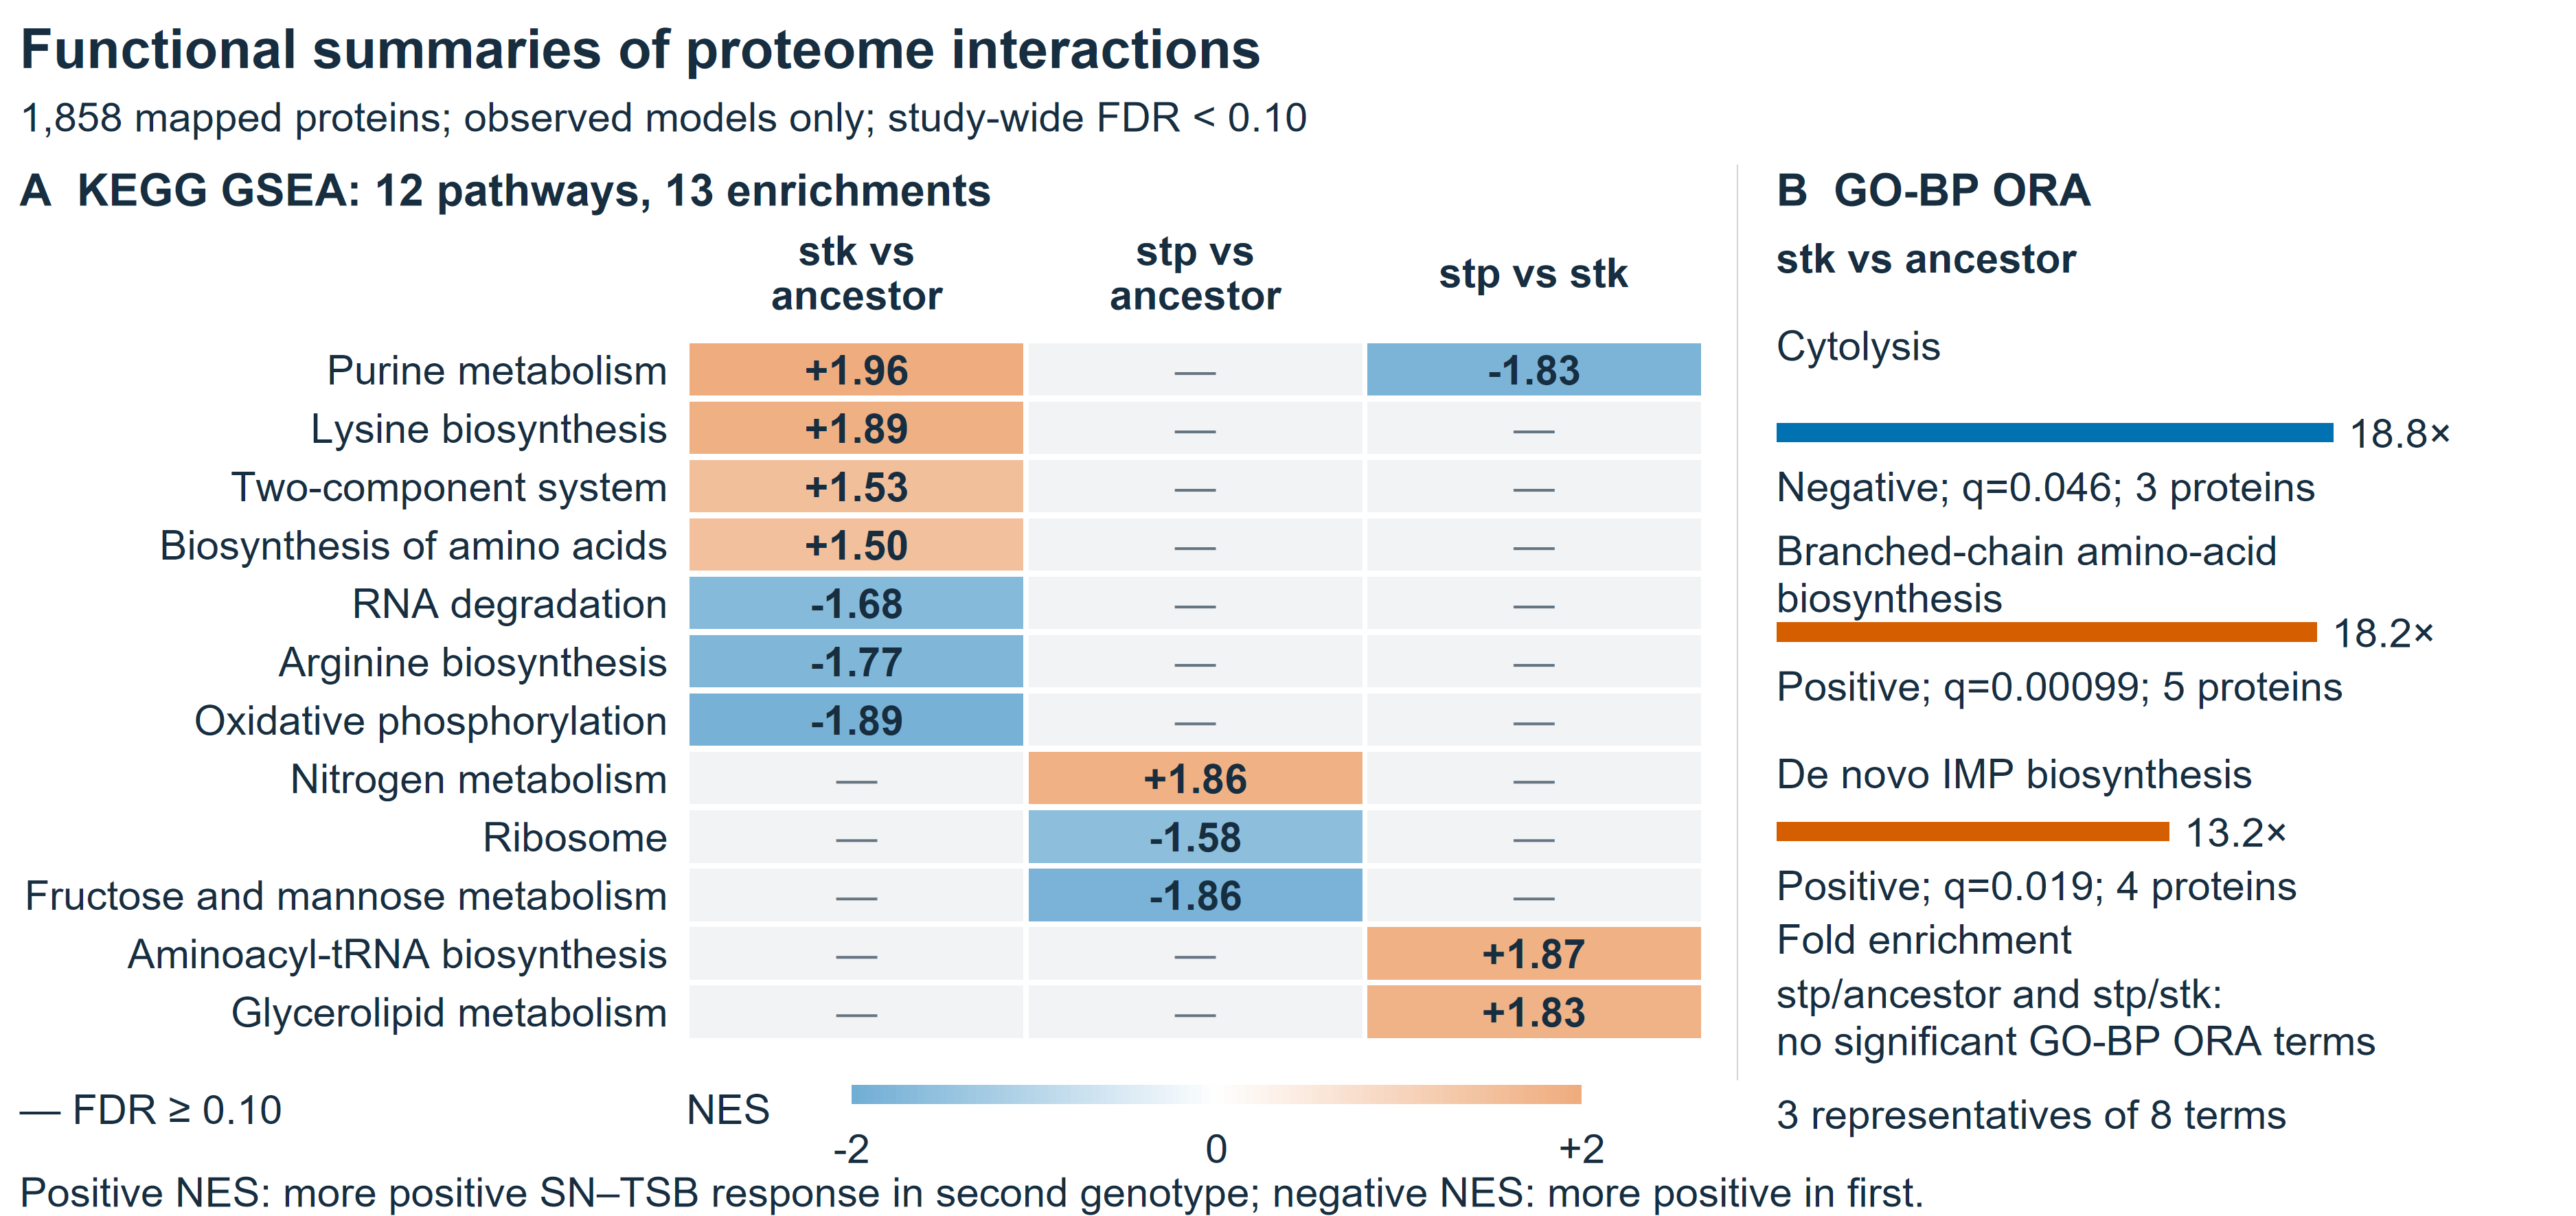 Functional summaries of proteome interactions
1,858 mapped proteins; observed models only; study-wide FDR < 0.10
A KEGG GSEA: 12 pathways, 13 enrichments
stk vs
ancestor
stp vs
ancestor
stp vs stk
Purine metabolism +1.96 — -1.83
Lysine biosynthesis +1.89 — —
Two-component system +1.53 — —
Biosynthesis of amino acids +1.50 — —
RNA degradation -1.68 — —
Arginine biosynthesis -1.77 — —
Oxidative phosphorylation -1.89 — —
Nitrogen metabolism — +1.86 —
Ribosome — -1.58 —
Fructose and mannose metabolism — -1.86 —
Aminoacyl-tRNA biosynthesis — — +1.87
Glycerolipid metabolism — — +1.83
— FDR ≥ 0.10
NES
-2 0 +2
B GO-BP ORA
stk vs ancestor
Cytolysis
18.8×
Negative; q=0.046; 3 proteins
Branched-chain amino-acid
biosynthesis
18.2×
Positive; q=0.00099; 5 proteins
De novo IMP biosynthesis
13.2×
Positive; q=0.019; 4 proteins
Fold enrichment
stp/ancestor and stp/stk:
no significant GO-BP ORA terms
3 representatives of 8 terms
Positive NES: more positive SN–TSB response in second genotype; negative NES: more positive in first.